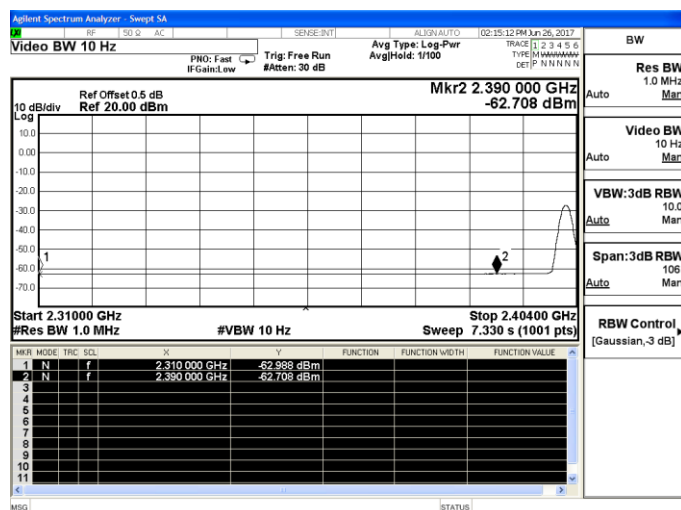 Agilent Spectrum Analyzer - Swept SA
RF 50 Ω AC SENSE:INT ALIGN AUTO 02:15:12 PM Jun 26, 2017
Video BW 10 Hz
PNO: Fast
IFGain:Low
Trig: Free Run
#Atten: 30 dB
Avg Type: Log-Pwr
Avg|Hold: 1/100
TRACE 1 2 3 4 5 6
TYPE M
DET P N N N N N
Ref Offset 0.5 dB
10 dB/div Ref 20.00 dBm
Log
Mkr2 2.390 000 GHz
-62.708 dBm
10.0
0.00
-10.0
-20.0
-30.0
-40.0
-50.0
-60.0
-70.0
1
2
Start 2.31000 GHz Stop 2.40400 GHz
#Res BW 1.0 MHz #VBW 10 Hz Sweep 7.330 s (1001 pts)
MKR MODE TRC SCL X Y FUNCTION FUNCTION WIDTH FUNCTION VALUE
1 N f 2.310 000 GHz -62.988 dBm
2 N f 2.390 000 GHz -62.708 dBm
3
4
5
6
7
8
9
10
11
MSG STATUS
BW
Res BW
1.0 MHz
Auto Man
Video BW
10 Hz
Auto Man
VBW:3dB RBW
10.0
Auto Man
Span:3dB RBW
106
Auto Man
RBW Control
[Gaussian,-3 dB]